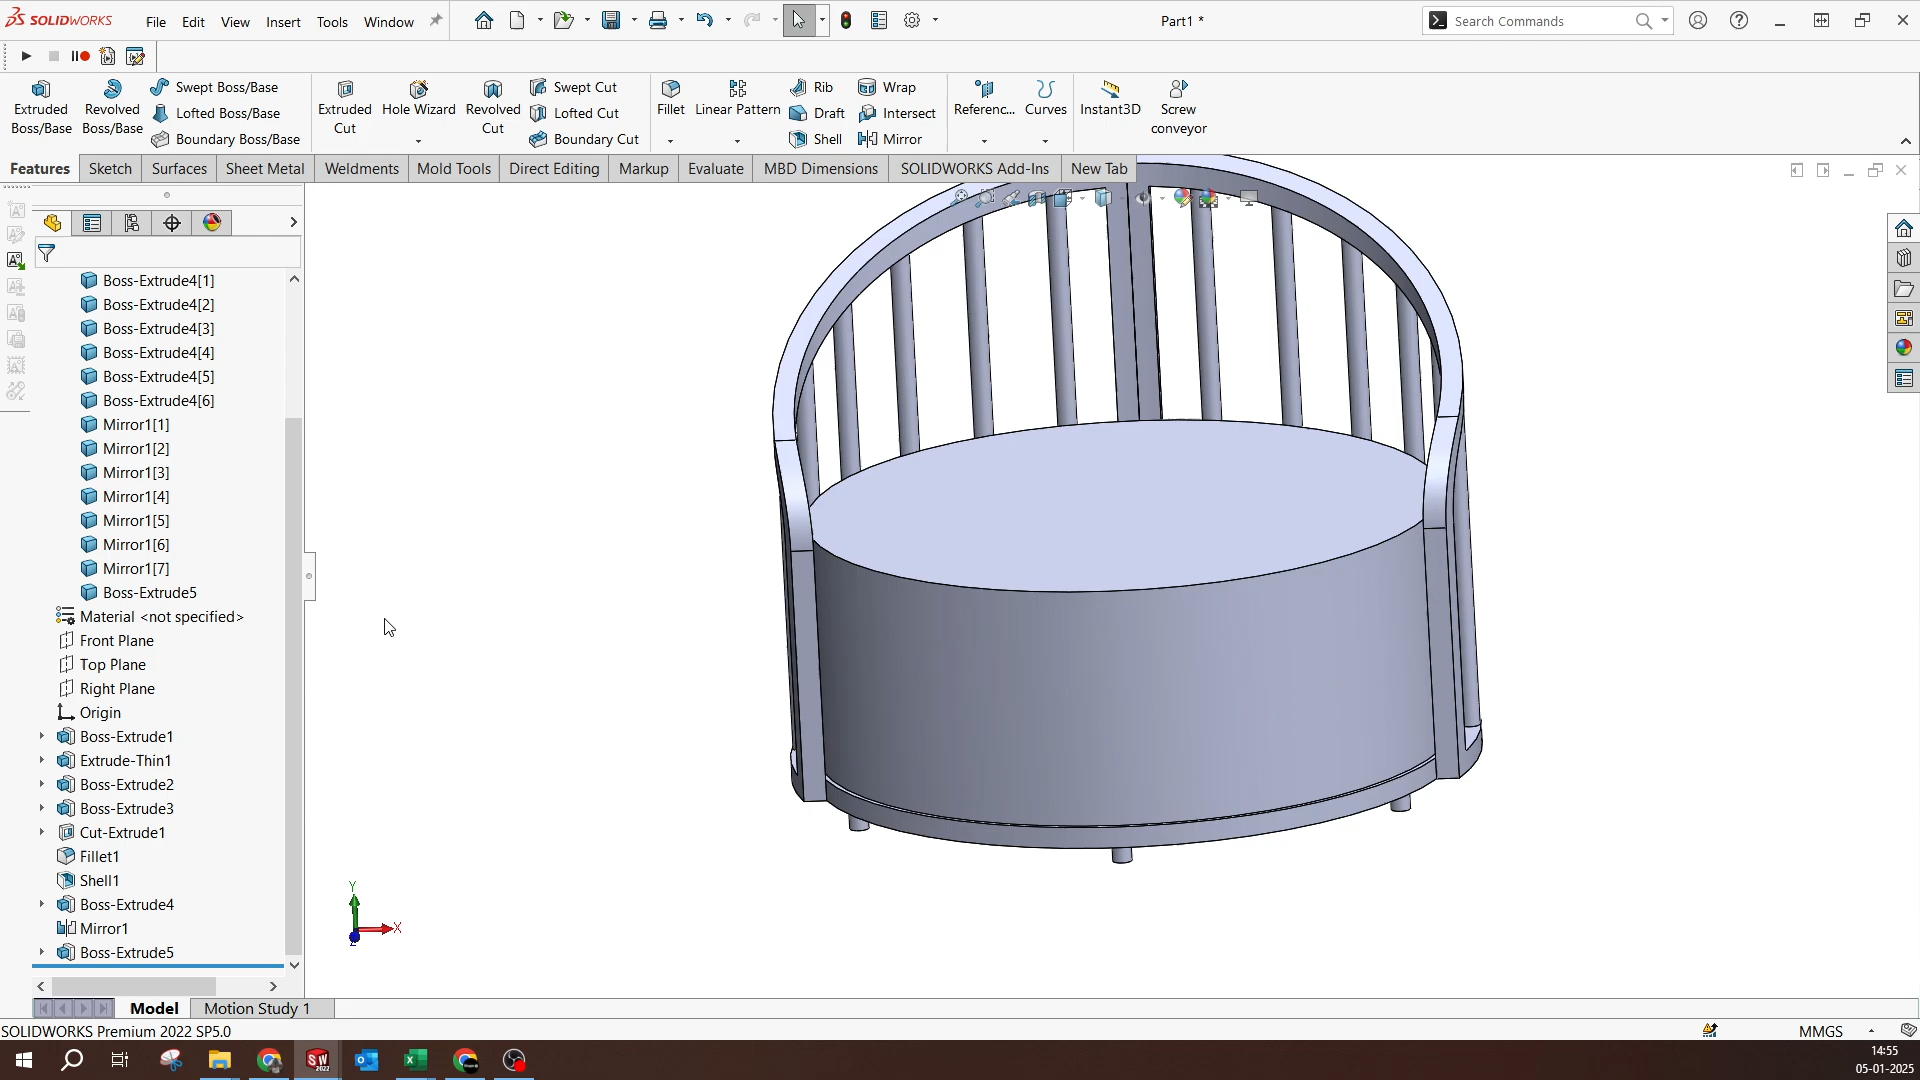 SOLIDWORKS File Edit View Insert Tools Window Part1 * Search Commands
Extruded Boss/Base
Revolved Boss/Base
Swept Boss/Base
Lofted Boss/Base
Boundary Boss/Base
Extruded Cut
Hole Wizard
Revolved Cut
Swept Cut
Lofted Cut
Boundary Cut
Fillet
Linear Pattern
Rib
Draft
Shell
Wrap
Intersect
Mirror
Referenc...
Curves
Instant3D
Screw conveyor
Features Sketch Surfaces Sheet Metal Weldments Mold Tools Direct Editing Markup Evaluate MBD Dimensions SOLIDWORKS Add-Ins New Tab
Boss-Extrude4[1]
Boss-Extrude4[2]
Boss-Extrude4[3]
Boss-Extrude4[4]
Boss-Extrude4[5]
Boss-Extrude4[6]
Mirror1[1]
Mirror1[2]
Mirror1[3]
Mirror1[4]
Mirror1[5]
Mirror1[6]
Mirror1[7]
Boss-Extrude5
Material <not specified>
Front Plane
Top Plane
Right Plane
Origin
Boss-Extrude1
Extrude-Thin1
Boss-Extrude2
Boss-Extrude3
Cut-Extrude1
Fillet1
Shell1
Boss-Extrude4
Mirror1
Boss-Extrude5
Y
X
Z
Model Motion Study 1
SOLIDWORKS Premium 2022 SP5.0 MMGS
SW 2022
14:55
05-01-2025